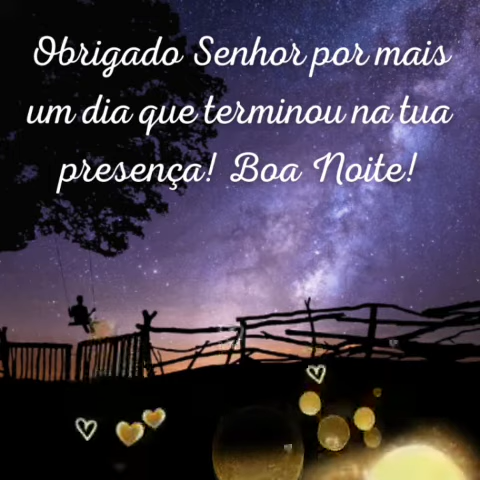 Obrigado Senhor por mais
um dia que terminou na tua
presença! Boa Noite!